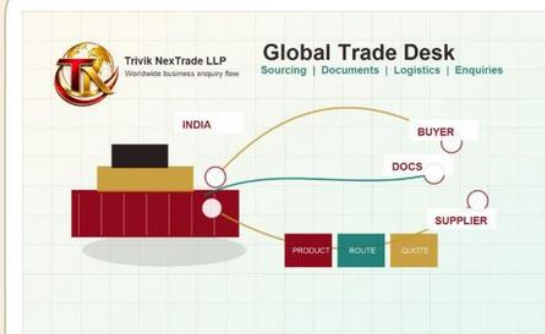 Trivik NexTrade LLP
Worldwide business enquiry flow
Global Trade Desk
Sourcing | Documents | Logistics | Enquiries
INDIA
BUYER
DOCS
SUPPLIER
PRODUCT
ROUTE
QUOTE